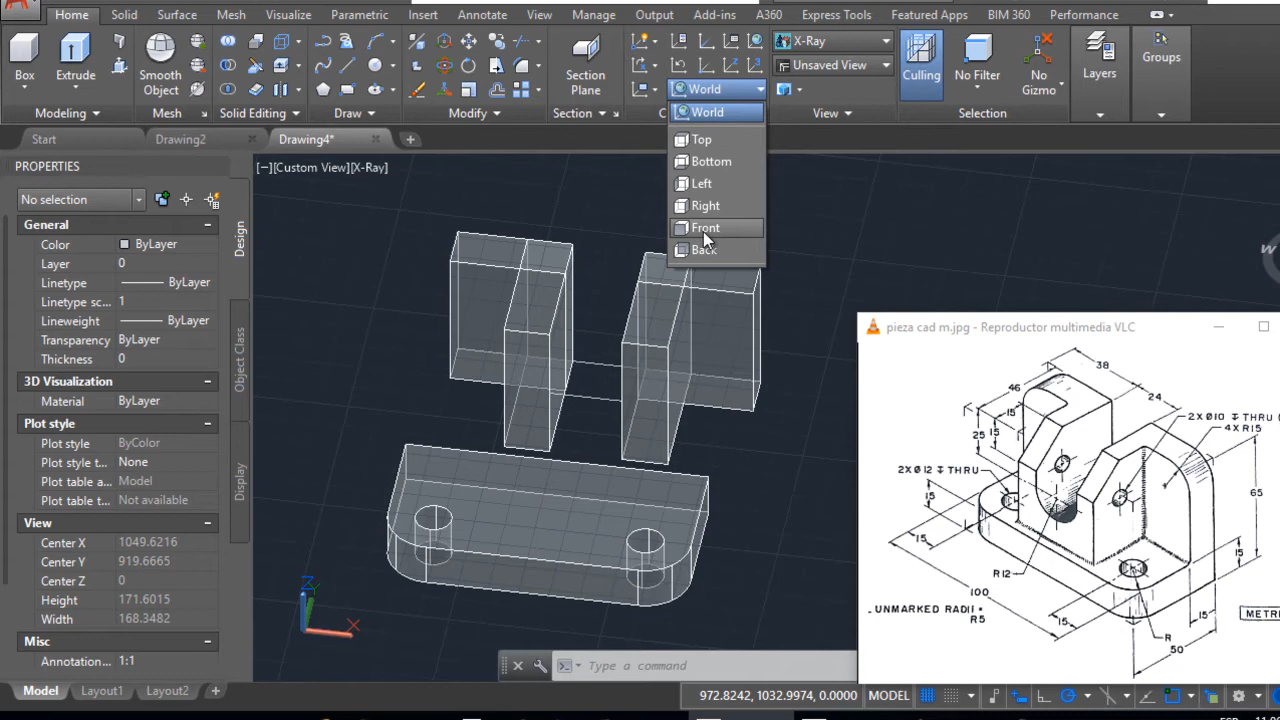 Home Solid Surface Mesh Visualize Parametric Insert Annotate View Manage Output Add-ins A360 Express Tools Featured Apps BIM 360 Performance
X-Ray
Unsaved View
World
Box Extrude Smooth Object Section Plane Culling No Filter No Gizmo Layers Groups
Modeling Mesh Draw Modify Section View Selection
World
Top
Bottom
Left
Right
Front
Back
Start Drawing2 Drawing4*
PROPERTIES
[−][Custom View][X-Ray]
No selection
Design
Object Class
Display
General
Color ByLayer
Layer 0
Linetype ByLayer
Linetype sc... 1
Lineweight ByLayer
Transparency ByLayer
Thickness 0
3D Visualization
Material ByLayer
Plot style
Plot style ByColor
Plot style t... None
Plot table a... Model
Plot table t... Not available
View
Center X 1049.6216
Center Y 919.6665
Center Z 0
Height 171.6015
Width 168.3482
Misc
Annotation... 1:1
W
Z
Y
X
pieza cad m.jpg - Reproductor multimedia VLC
38
46
24
15
2X Ø10 ↧ THRU
4X R15
25
15
2X Ø12 ↧ THRU
65
15
15
R12
15
100
UNMARKED RADII =
R5
METRI
15
15
R
50
Type a command
Model Layout1 Layout2 +
972.8242, 1032.9974, 0.0000 MODEL